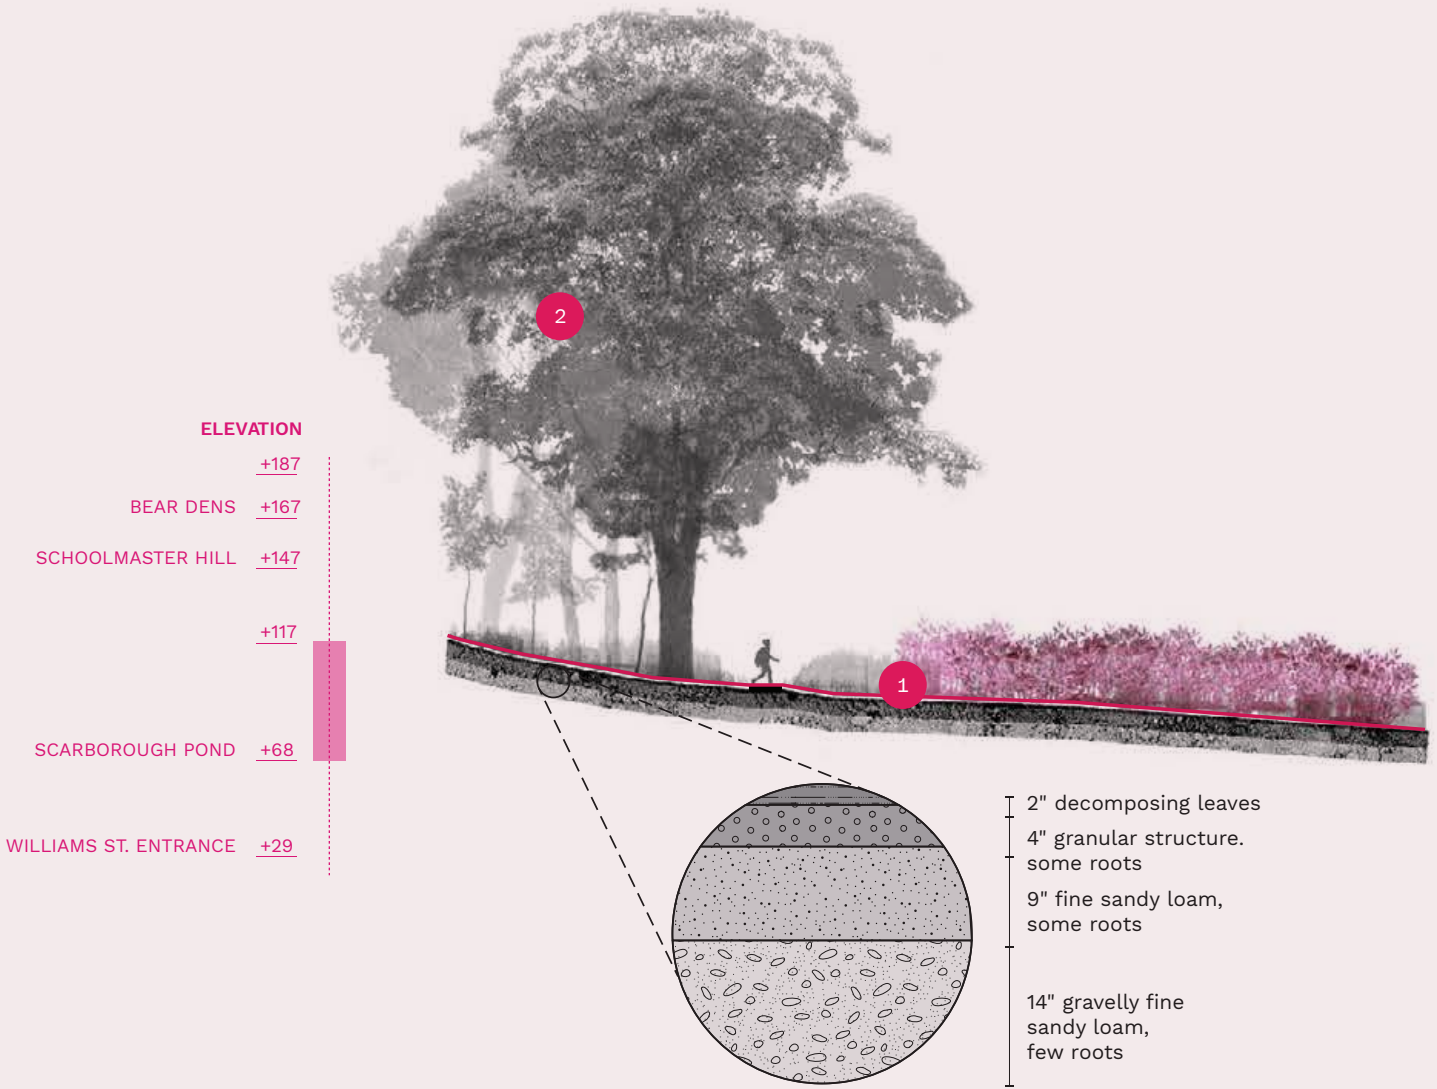 2
ELEVATION
+187
BEAR DENS +167
SCHOOLMASTER HILL +147
+117
SCARBOROUGH POND +68
WILLIAMS ST. ENTRANCE +29
1
2" decomposing leaves
4" granular structure.
some roots
9" fine sandy loam,
some roots
14" gravelly fine
sandy loam,
few roots